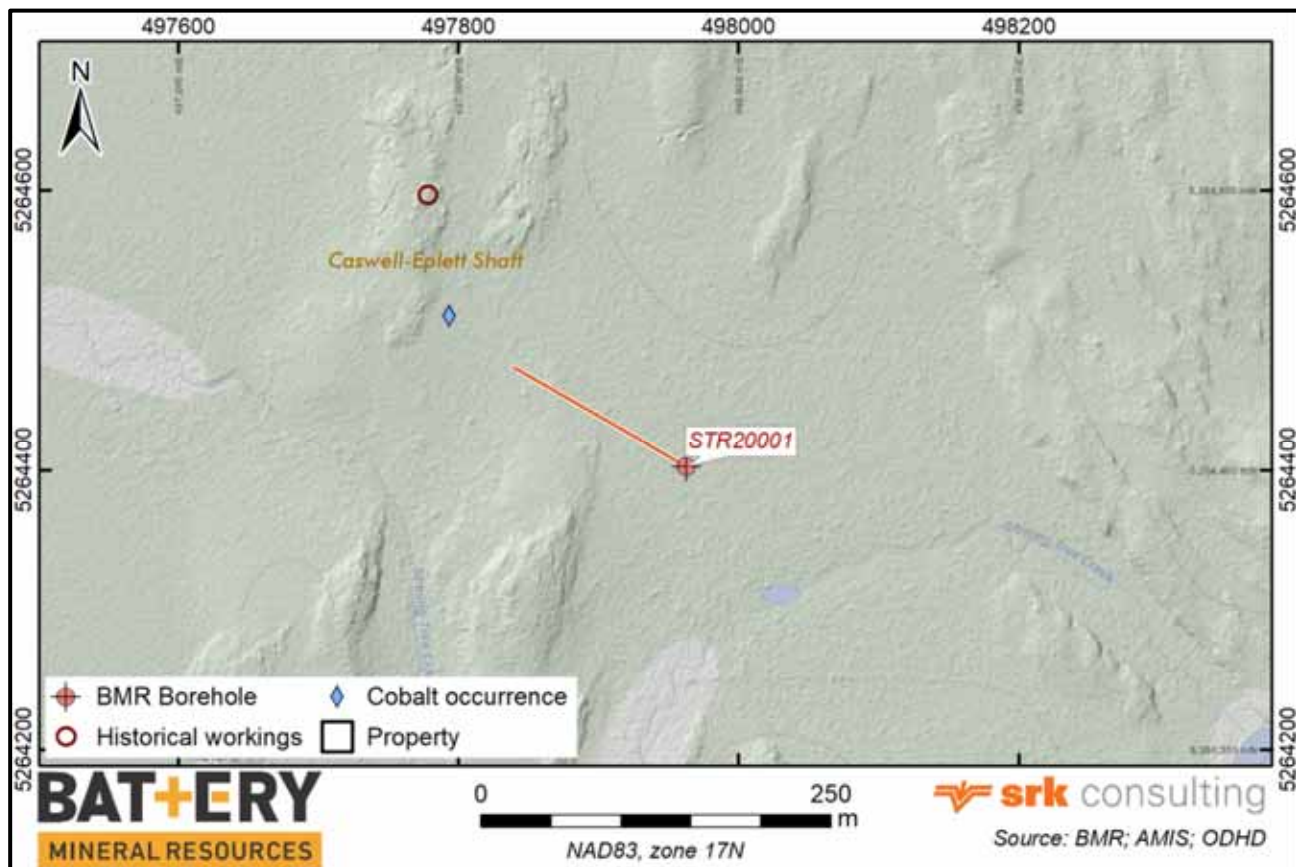 497600
497800
498000
498200
N
5264600
5264600
Caswell-Eplett Shaft
STR20001
5264400
5264400
BMR Borehole
Cobalt occurrence
Historical workings
Property
5264200
5264200
BATTERY
MINERAL RESOURCES
0
250
m
NAD83, zone 17N
srk consulting
Source: BMR; AMIS; ODHD